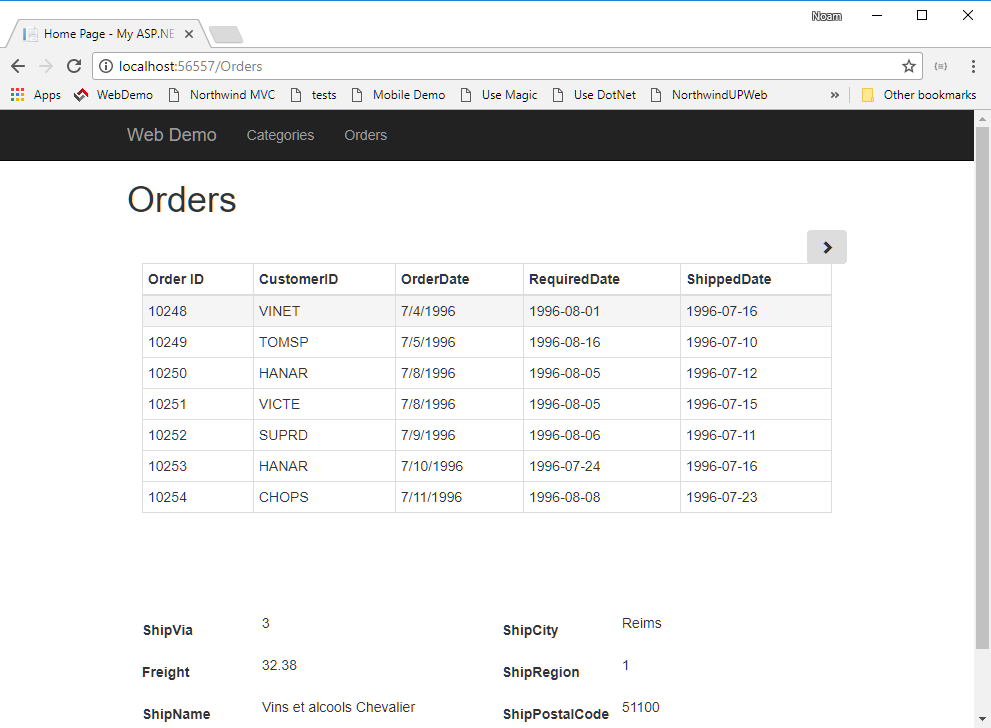 Noam
Home Page - My ASP.NE
localhost:56557/Orders
Apps WebDemo Northwind MVC tests Mobile Demo Use Magic Use DotNet NorthwindUPWeb » Other bookmarks
Web Demo Categories Orders
Orders
Order ID CustomerID OrderDate RequiredDate ShippedDate
10248 VINET 7/4/1996 1996-08-01 1996-07-16
10249 TOMSP 7/5/1996 1996-08-16 1996-07-10
10250 HANAR 7/8/1996 1996-08-05 1996-07-12
10251 VICTE 7/8/1996 1996-08-05 1996-07-15
10252 SUPRD 7/9/1996 1996-08-06 1996-07-11
10253 HANAR 7/10/1996 1996-07-24 1996-07-16
10254 CHOPS 7/11/1996 1996-08-08 1996-07-23
ShipVia 3 ShipCity Reims
Freight 32.38 ShipRegion 1
ShipName Vins et alcools Chevalier ShipPostalCode 51100